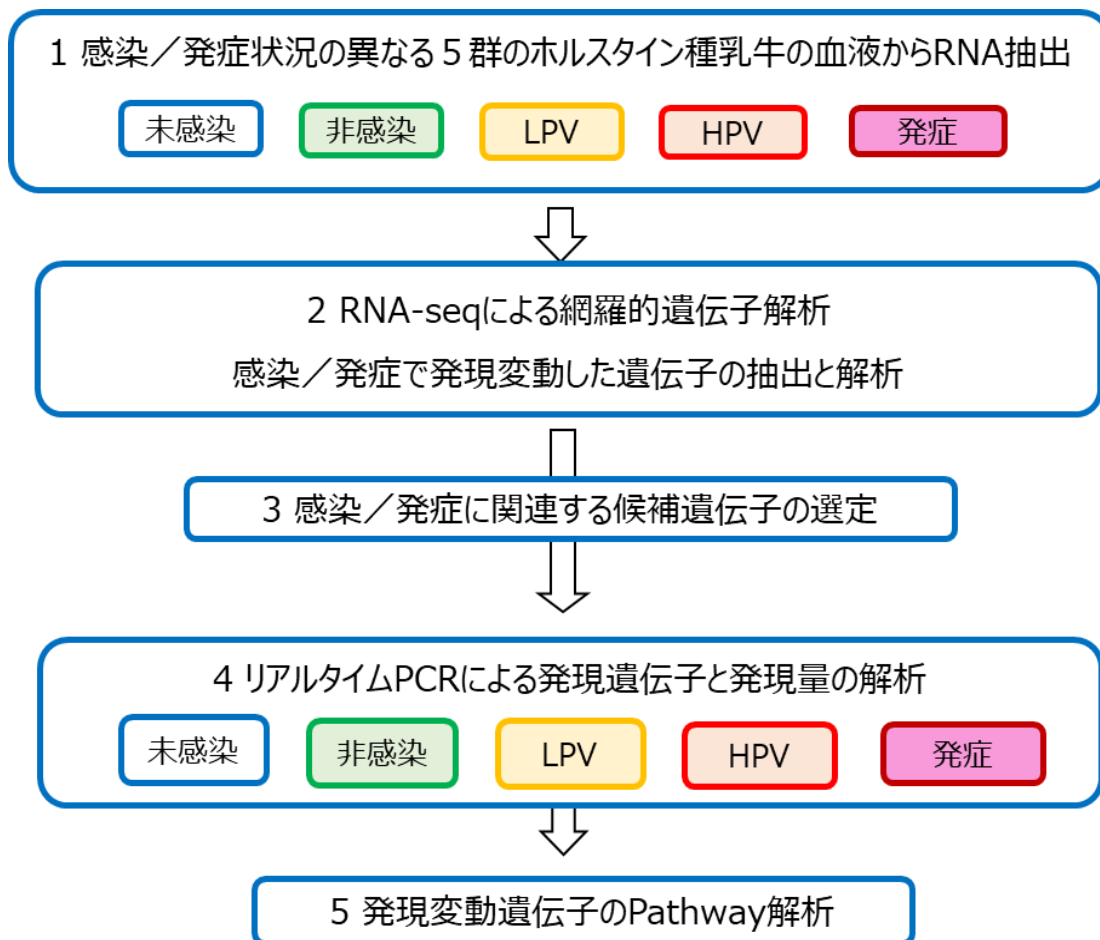 1 感染／発症状況の異なる５群のホルスタイン種乳牛の血液からRNA抽出
未感染 非感染 LPV HPV 発症
2 RNA-seqによる網羅的遺伝子解析
感染／発症で発現変動した遺伝子の抽出と解析
3 感染／発症に関連する候補遺伝子の選定
4 リアルタイムPCRによる発現遺伝子と発現量の解析
未感染 非感染 LPV HPV 発症
5 発現変動遺伝子のPathway解析